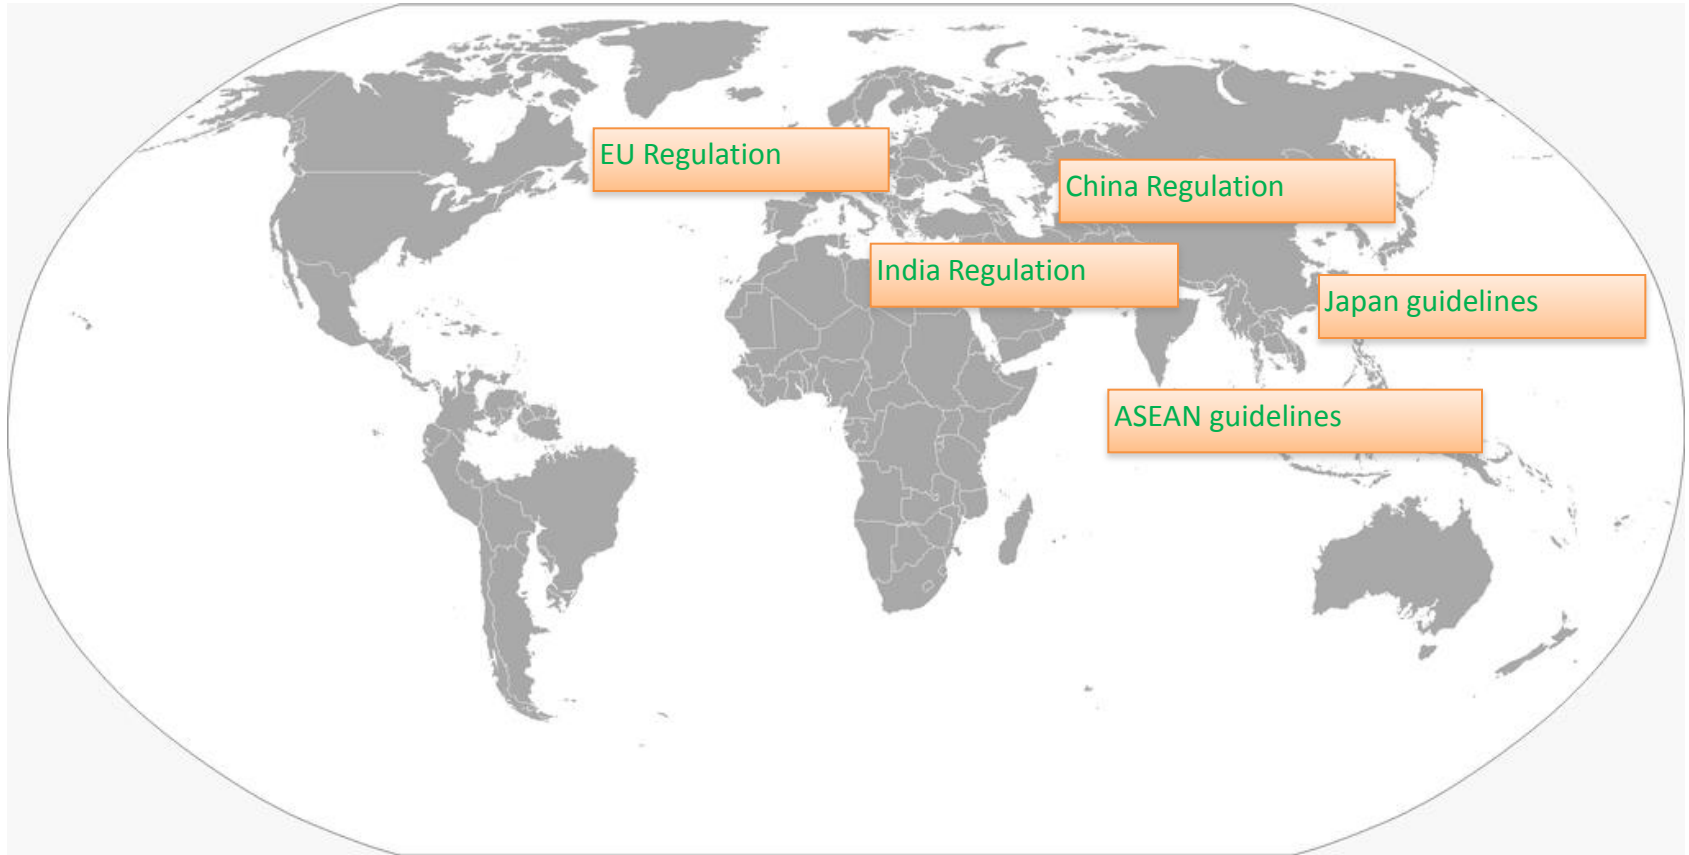 EU Regulation
China Regulation
India Regulation
Japan guidelines
ASEAN guidelines